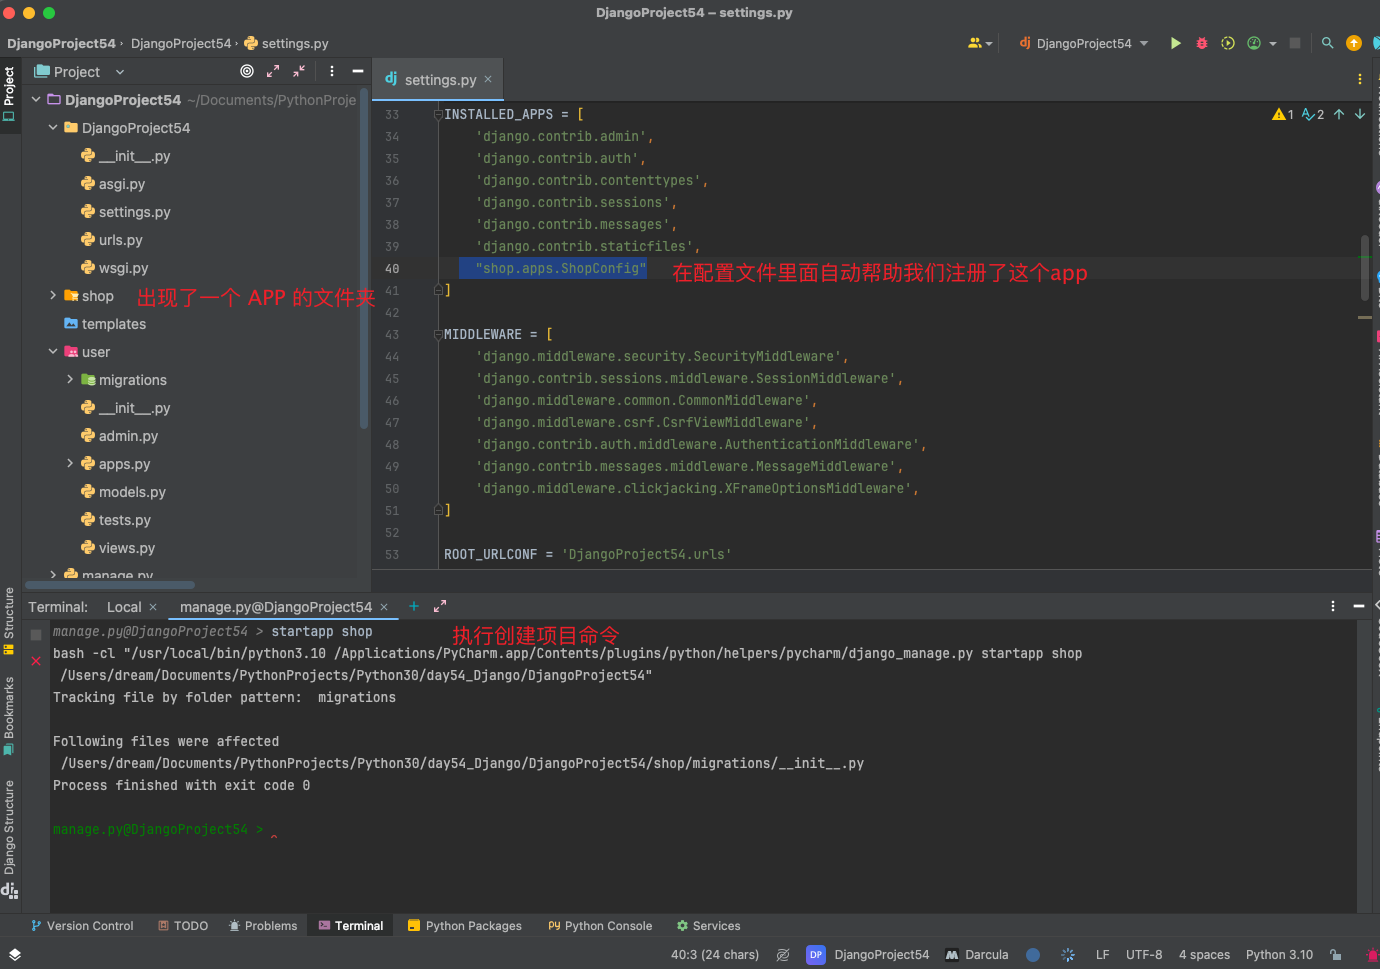 DjangoProject54 – settings.py
DjangoProject54 › DjangoProject54 › settings.py
DjangoProject54
Project
Project
settings.py
DjangoProject54 ~/Documents/PythonProje
DjangoProject54
__init__.py
asgi.py
settings.py
urls.py
wsgi.py
shop
出现了一个 APP 的文件夹
templates
user
migrations
__init__.py
admin.py
apps.py
models.py
tests.py
views.py
manage.py
1 2
33 INSTALLED_APPS = [
34 'django.contrib.admin',
35 'django.contrib.auth',
36 'django.contrib.contenttypes',
37 'django.contrib.sessions',
38 'django.contrib.messages',
39 'django.contrib.staticfiles',
40 "shop.apps.ShopConfig" 在配置文件里面自动帮助我们注册了这个app
41 ]
42
43 MIDDLEWARE = [
44 'django.middleware.security.SecurityMiddleware',
45 'django.contrib.sessions.middleware.SessionMiddleware',
46 'django.middleware.common.CommonMiddleware',
47 'django.middleware.csrf.CsrfViewMiddleware',
48 'django.contrib.auth.middleware.AuthenticationMiddleware',
49 'django.contrib.messages.middleware.MessageMiddleware',
50 'django.middleware.clickjacking.XFrameOptionsMiddleware',
51 ]
52
53 ROOT_URLCONF = 'DjangoProject54.urls'
Structure
Bookmarks
Django Structure
Terminal: Local manage.py@DjangoProject54
manage.py@DjangoProject54 > startapp shop
执行创建项目命令
bash -cl "/usr/local/bin/python3.10 /Applications/PyCharm.app/Contents/plugins/python/helpers/pycharm/django_manage.py startapp shop
/Users/dream/Documents/PythonProjects/Python30/day54_Django/DjangoProject54"
Tracking file by folder pattern:  migrations
Following files were affected
/Users/dream/Documents/PythonProjects/Python30/day54_Django/DjangoProject54/shop/migrations/__init__.py
Process finished with exit code 0
manage.py@DjangoProject54 >
Version Control TODO Problems Terminal Python Packages Python Console Services
40:3 (24 chars) DP DjangoProject54 Darcula LF UTF-8 4 spaces Python 3.10